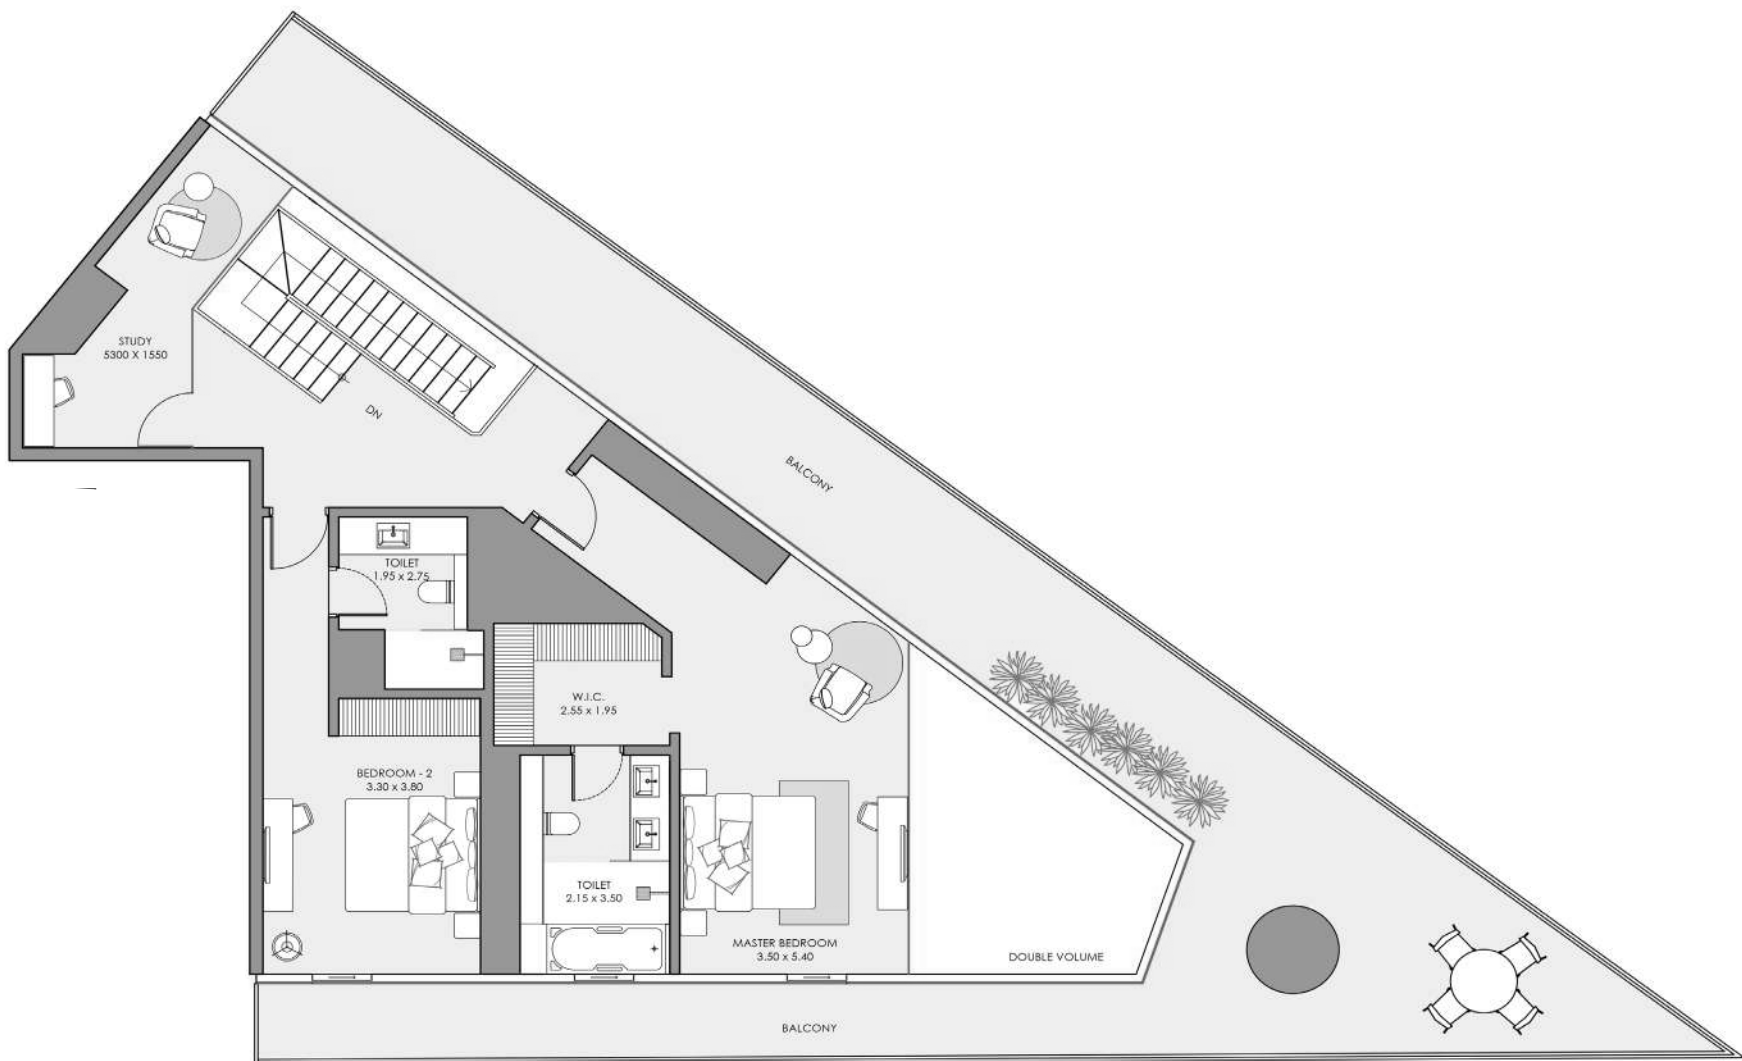 STUDY
5300 X 1550
DN
BALCONY
TOILET
1.95 x 2.75
W.I.C.
2.55 x 1.95
BEDROOM - 2
3.30 x 3.80
TOILET
2.15 x 3.50
MASTER BEDROOM
3.50 x 5.40
DOUBLE VOLUME
BALCONY